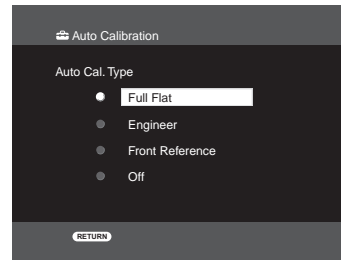 Auto Calibration
Auto Cal. Type
Full Flat
Engineer
Front Reference
Off
RETURN